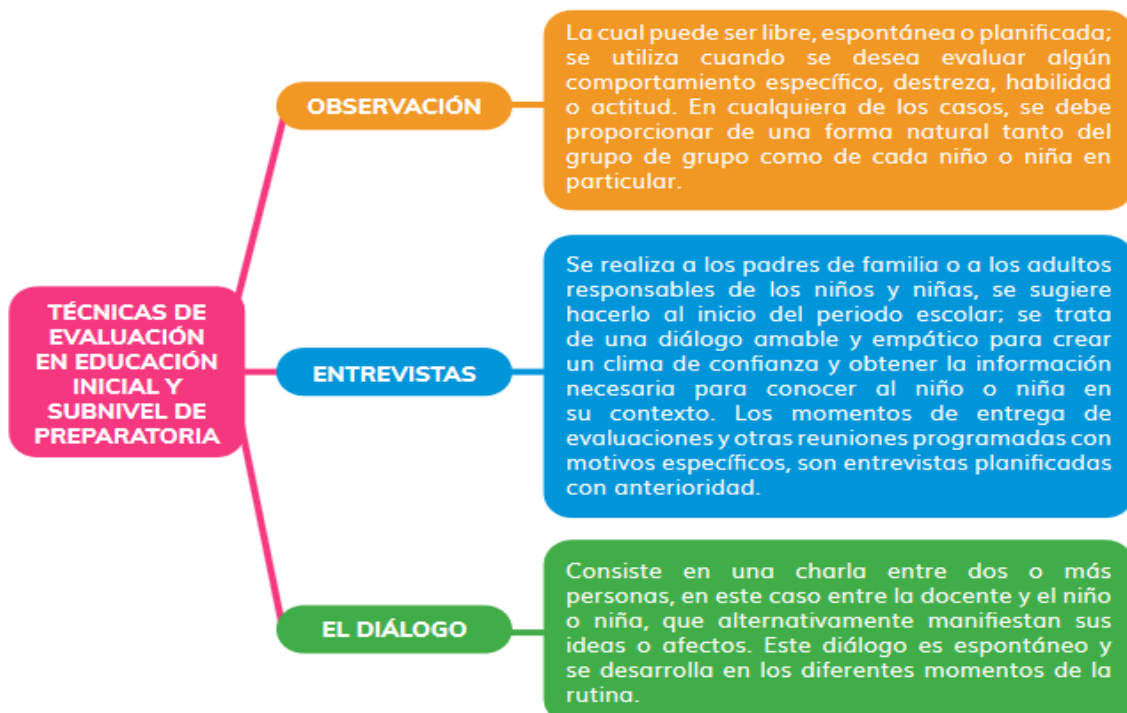 TÉCNICAS DE
EVALUACIÓN
EN EDUCACIÓN
INICIAL Y
SUBNIVEL DE
PREPARATORIA
OBSERVACIÓN
La cual puede ser libre, espontánea o planificada;
se utiliza cuando se desea evaluar algún
comportamiento específico, destreza, habilidad
o actitud. En cualquiera de los casos, se debe
proporcionar de una forma natural tanto del
grupo de grupo como de cada niño o niña en
particular.
ENTREVISTAS
Se realiza a los padres de familia o a los adultos
responsables de los niños y niñas, se sugiere
hacerlo al inicio del periodo escolar; se trata
de una diálogo amable y empático para crear
un clima de confianza y obtener la información
necesaria para conocer al niño o niña en
su contexto. Los momentos de entrega de
evaluaciones y otras reuniones programadas con
motivos específicos, son entrevistas planificadas
con anterioridad.
EL DIÁLOGO
Consiste en una charla entre dos o más
personas, en este caso entre la docente y el niño
o niña, que alternativamente manifiestan sus
ideas o afectos. Este diálogo es espontáneo y
se desarrolla en los diferentes momentos de la
rutina.